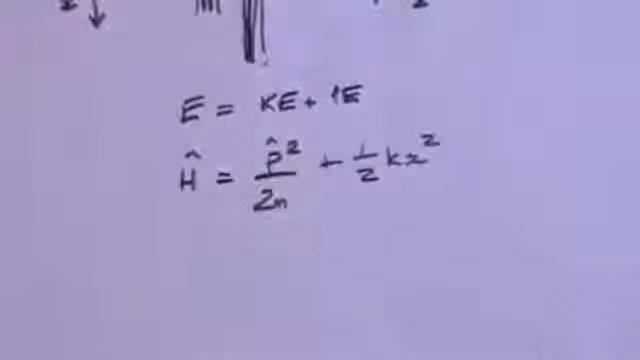 E = KE + PE
Ĥ = p̂²/2m + ½kx²